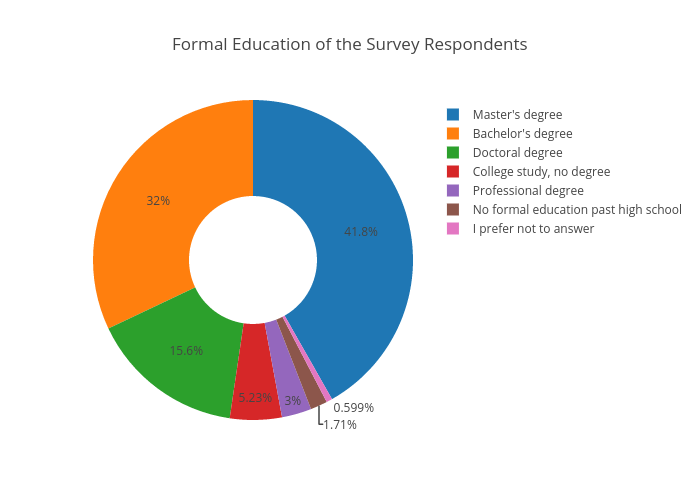 Formal Education of the Survey Respondents
Master's degree
Bachelor's degree
Doctoral degree
College study, no degree
Professional degree
No formal education past high school
I prefer not to answer
32%
41.8%
15.6%
5.23%
3%
0.599%
1.71%